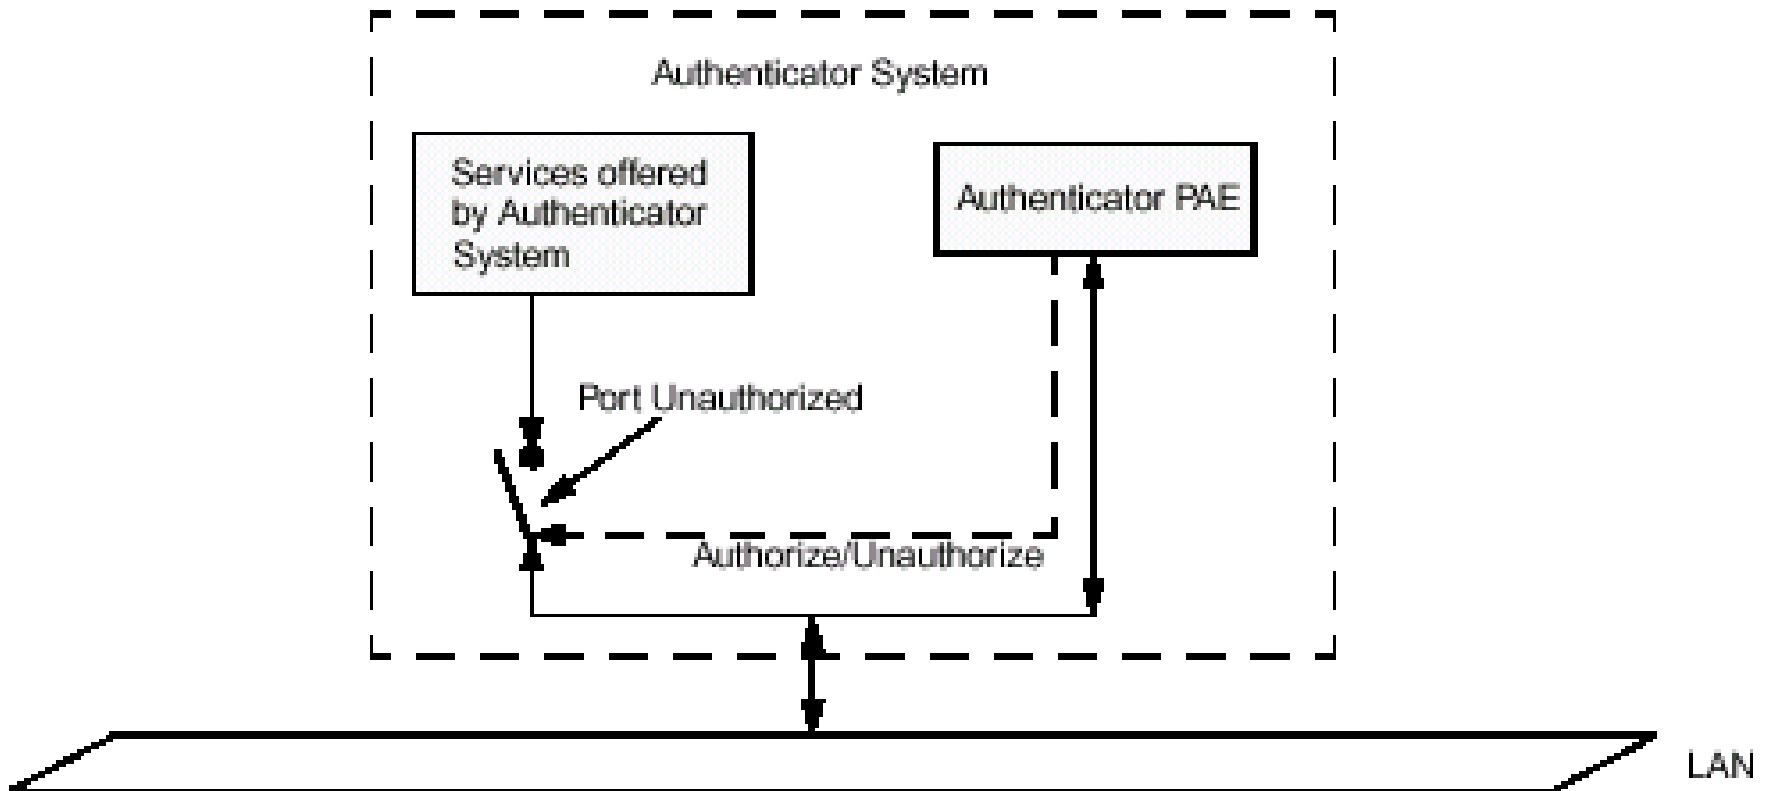 Authenticator System
Services offered
by Authenticator
System
Authenticator PAE
Port Unauthorized
Authorize/Unauthorize
LAN